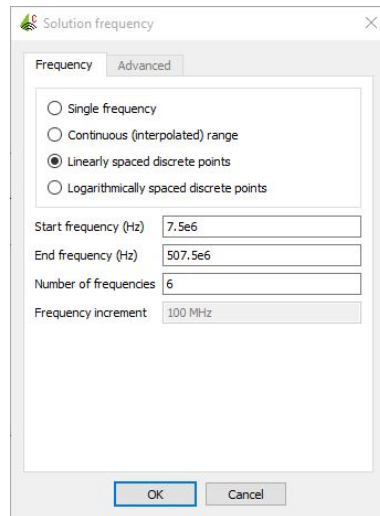 Solution frequency
Frequency Advanced
Single frequency
Continuous (interpolated) range
Linearly spaced discrete points
Logarithmically spaced discrete points
Start frequency (Hz) 7.5e6
End frequency (Hz) 507.5e6
Number of frequencies 6
Frequency increment 100 MHz
OK Cancel